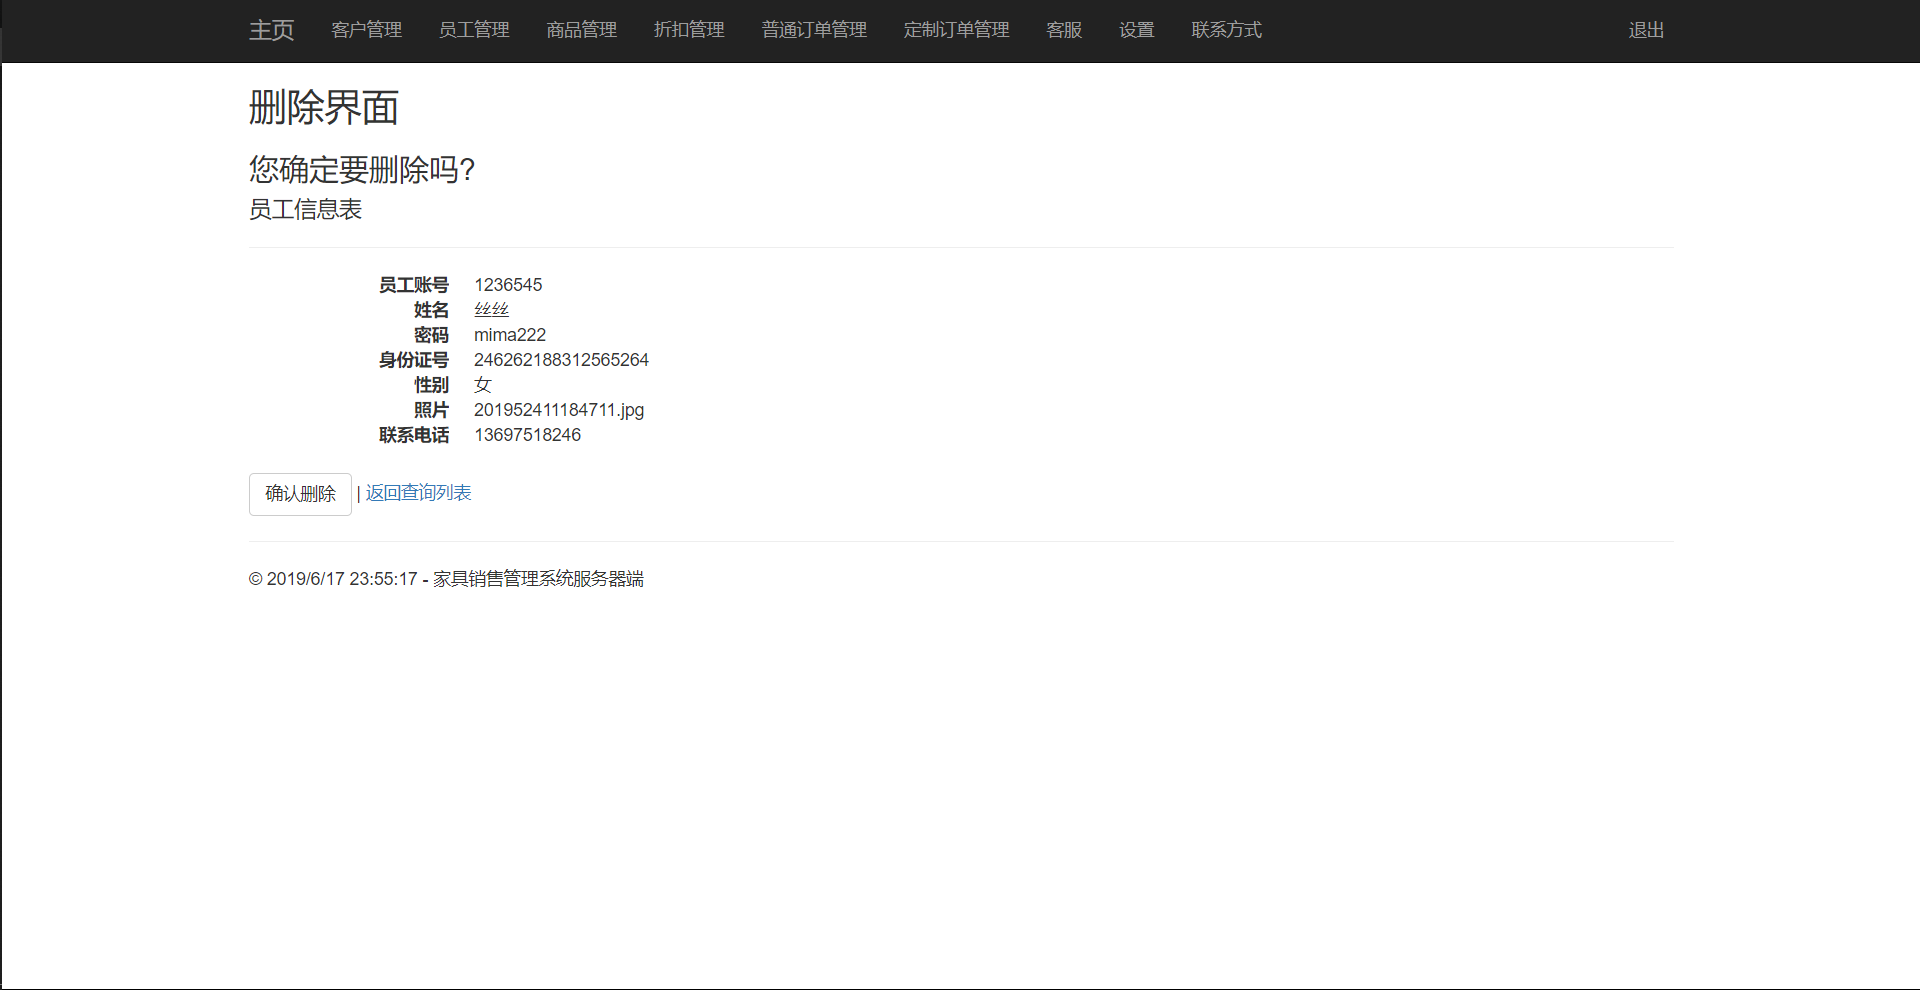 主页 客户管理 员工管理 商品管理 折扣管理 普通订单管理 定制订单管理 客服 设置 联系方式 退出
删除界面
您确定要删除吗?
员工信息表
员工账号 1236545
姓名 丝丝
密码 mima222
身份证号 246262188312565264
性别 女
照片 201952411184711.jpg
联系电话 13697518246
确认删除 | 返回查询列表
© 2019/6/17 23:55:17 - 家具销售管理系统服务器端